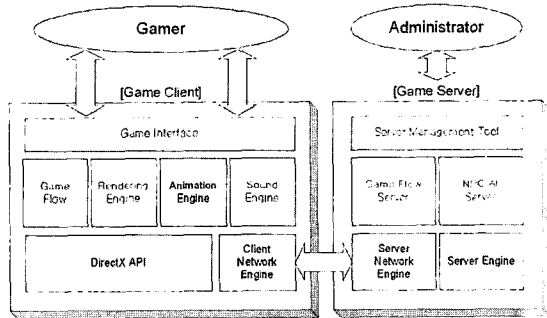 Gamer
Administrator
[Game Client]
[Game Server]
Game Interface
Server Management Tool
Game
Flow
Rendering
Engine
Animation
Engine
Sound
Engine
Game Flow
Server
NPC AI
Server
DirectX API
Client
Network
Engine
Server
Network
Engine
Server Engine